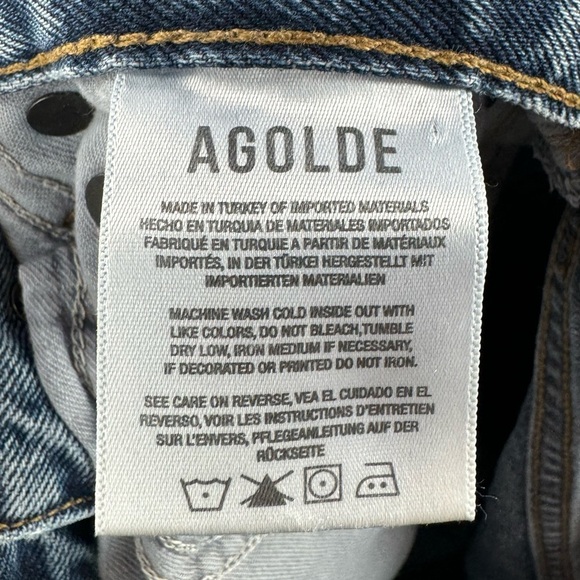 AGOLDE
MADE IN TURKEY OF IMPORTED MATERIALS
HECHO EN TURQUIA DE MATERIALES IMPORTADOS
FABRIQUÉ EN TURQUIE A PARTIR DE MATÉRIAUX
IMPORTÉS, IN DER TÜRKEI HERGESTELLT MIT
IMPORTIERTEN MATERIALIEN
MACHINE WASH COLD INSIDE OUT WITH
LIKE COLORS, DO NOT BLEACH,TUMBLE
DRY LOW, IRON MEDIUM IF NECESSARY,
IF DECORATED OR PRINTED DO NOT IRON.
SEE CARE ON REVERSE, VEA EL CUIDADO EN EL
REVERSO, VOIR LES INSTRUCTIONS D'ENTRETIEN
SUR L'ENVERS, PFLEGEANLEITUNG AUF DER
RÜCKSEITE